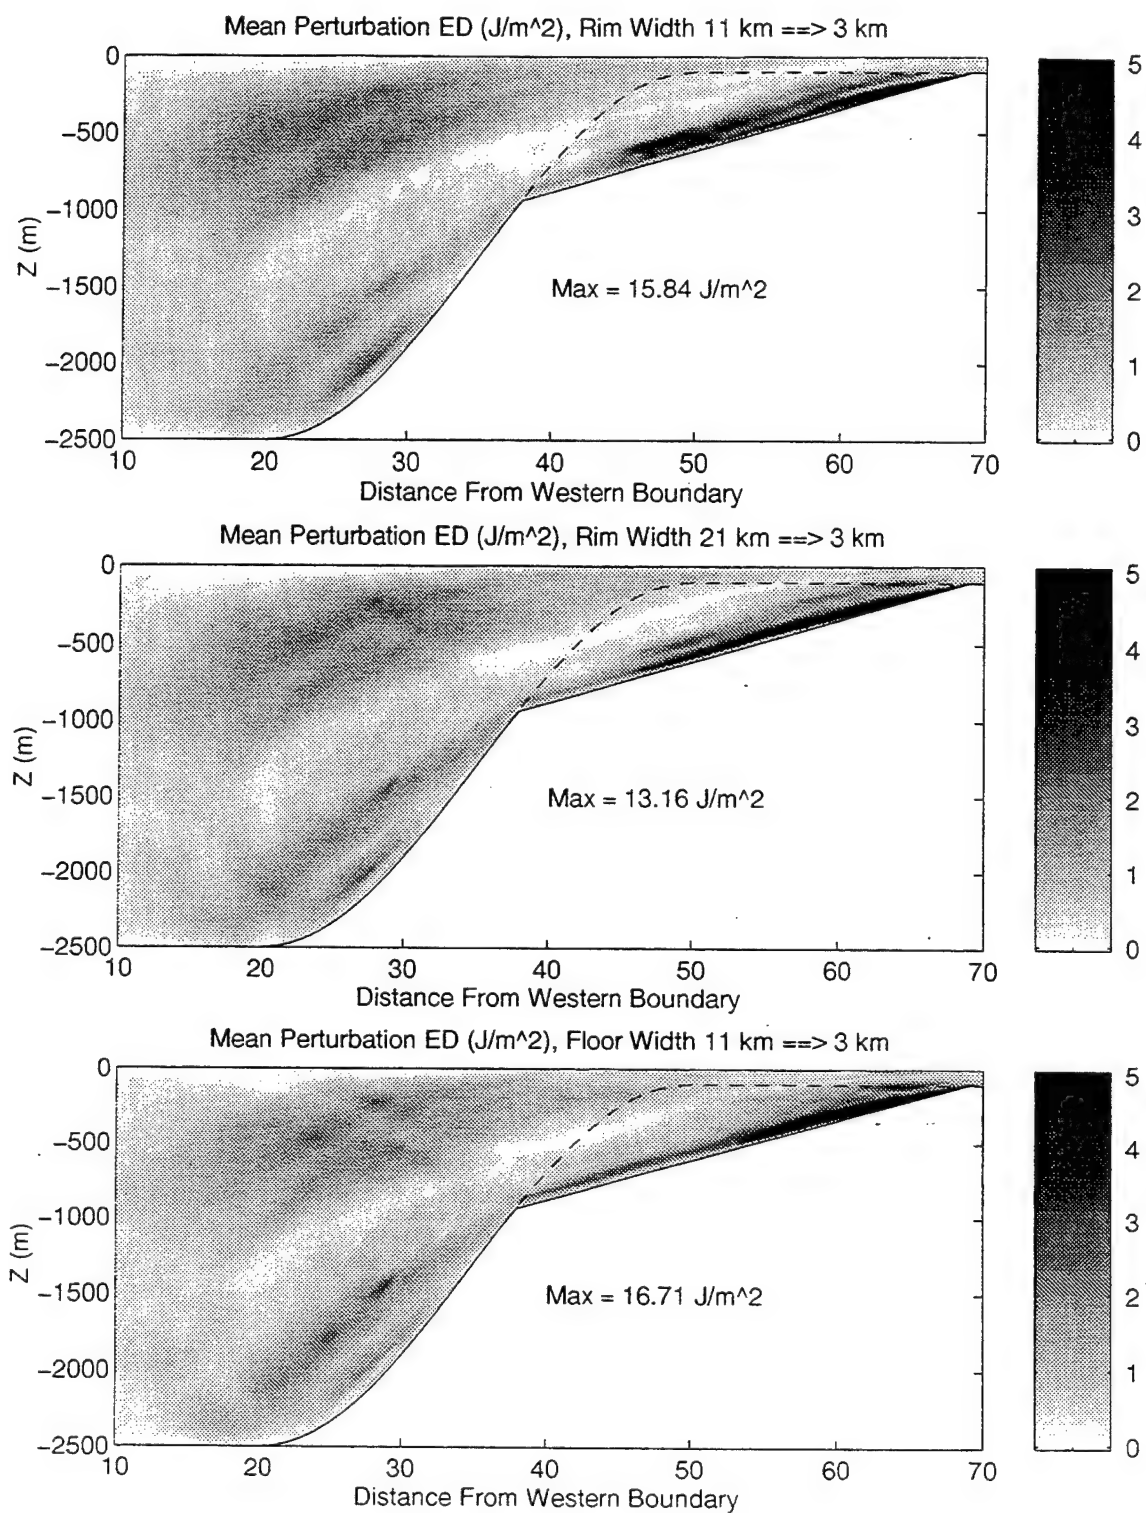 Mean Perturbation ED (J/m^2), Rim Width 11 km ==> 3 km
0
−500
−1000
−1500
−2000
−2500
Z (m)
Max = 15.84 J/m^2
10 20 30 40 50 60 70
Distance From Western Boundary
5
4
3
2
1
0
Mean Perturbation ED (J/m^2), Rim Width 21 km ==> 3 km
0
−500
−1000
−1500
−2000
−2500
Z (m)
Max = 13.16 J/m^2
10 20 30 40 50 60 70
Distance From Western Boundary
5
4
3
2
1
0
Mean Perturbation ED (J/m^2), Floor Width 11 km ==> 3 km
0
−500
−1000
−1500
−2000
−2500
Z (m)
Max = 16.71 J/m^2
10 20 30 40 50 60 70
Distance From Western Boundary
5
4
3
2
1
0